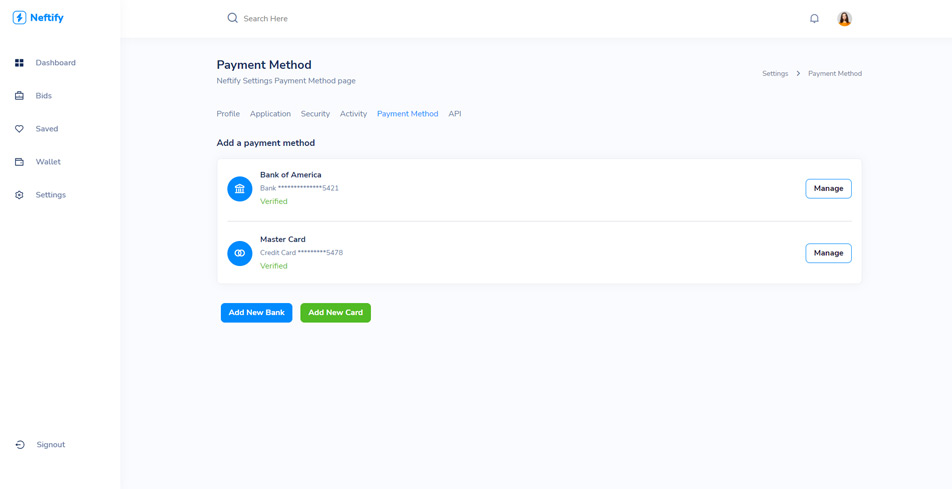 Neftify
Search Here
Dashboard
Bids
Saved
Wallet
Settings
Signout
Payment Method
Neftify Settings Payment Method page
Settings > Payment Method
Profile Application Security Activity Payment Method API
Add a payment method
Bank of America
Bank **************5421
Verified
Manage
Master Card
Credit Card *********5478
Verified
Manage
Add New Bank Add New Card